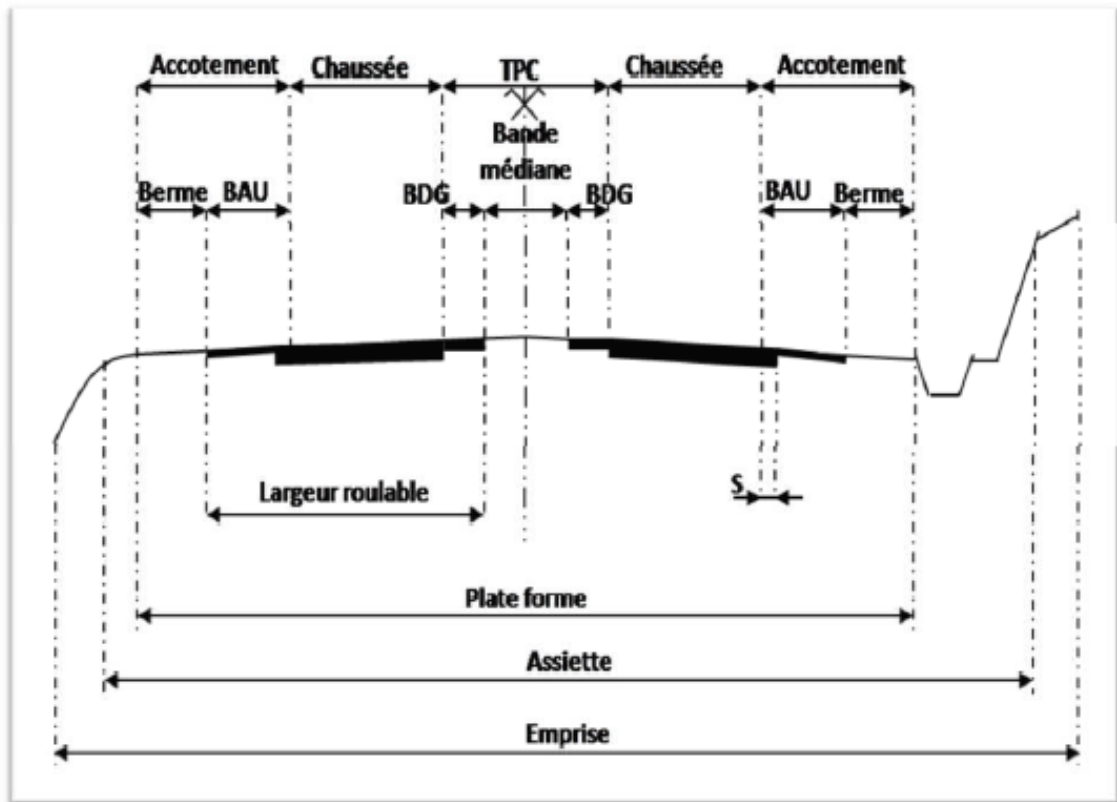 Accotement Chaussée TPC Chaussée Accotement
Bande
médiane
Berme BAU BDG BDG BAU Berme
Largeur roulable S
Plate forme
Assiette
Emprise